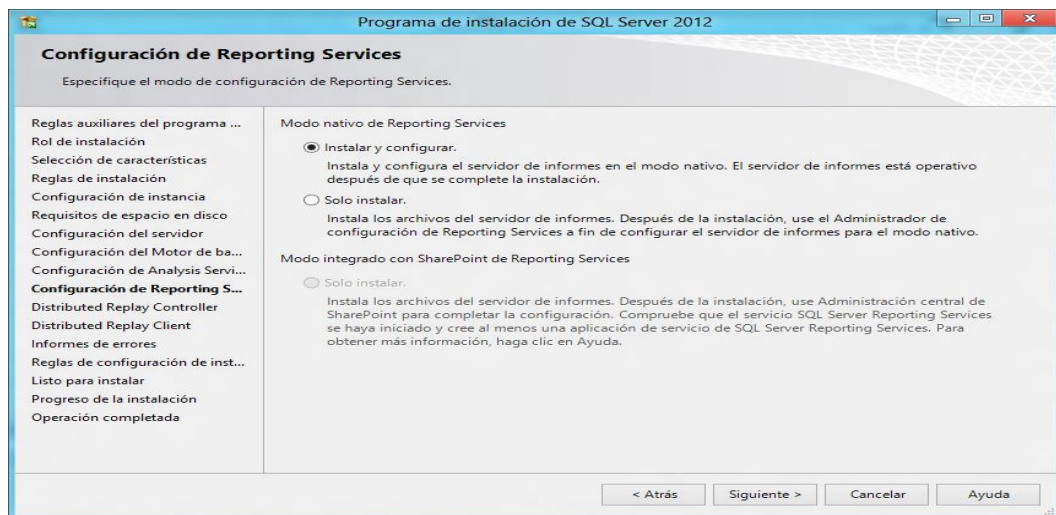 Programa de instalación de SQL Server 2012
Configuración de Reporting Services
Especifique el modo de configuración de Reporting Services.
Reglas auxiliares del programa ...
Rol de instalación
Selección de características
Reglas de instalación
Configuración de instancia
Requisitos de espacio en disco
Configuración del servidor
Configuración del Motor de ba...
Configuración de Analysis Servi...
Configuración de Reporting S...
Distributed Replay Controller
Distributed Replay Client
Informes de errores
Reglas de configuración de inst...
Listo para instalar
Progreso de la instalación
Operación completada
Modo nativo de Reporting Services
Instalar y configurar.
Instala y configura el servidor de informes en el modo nativo. El servidor de informes está operativo
después de que se complete la instalación.
Solo instalar.
Instala los archivos del servidor de informes. Después de la instalación, use el Administrador de
configuración de Reporting Services a fin de configurar el servidor de informes para el modo nativo.
Modo integrado con SharePoint de Reporting Services
Solo instalar.
Instala los archivos del servidor de informes. Después de la instalación, use Administración central de
SharePoint para completar la configuración. Compruebe que el servicio SQL Server Reporting Services
se haya iniciado y cree al menos una aplicación de servicio de SQL Server Reporting Services. Para
obtener más información, haga clic en Ayuda.
< Atrás
Siguiente >
Cancelar
Ayuda